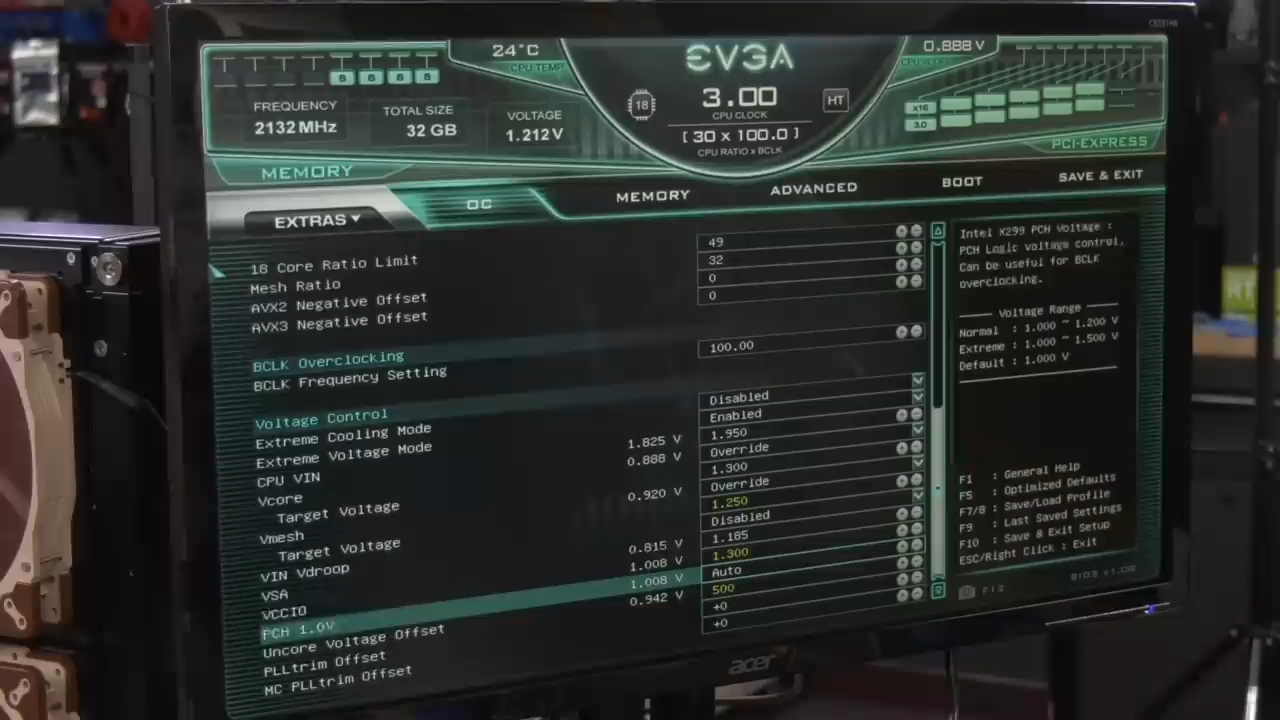 24°C
CPU TEMP
EVGA
0.888 V
18
3.00
HT
CPU CLOCK
[ 30 x 100.0 ]
CPU RATIO x BCLK
8 8 8 8
FREQUENCY
2132 MHz
TOTAL SIZE
32 GB
VOLTAGE
1.212 V
x16
3.0
MEMORY
PCI-EXPRESS
EXTRAS
OC
MEMORY
ADVANCED
BOOT
SAVE & EXIT
18 Core Ratio Limit
49
Mesh Ratio
32
AVX2 Negative Offset
0
AVX3 Negative Offset
0
BCLK Overclocking
BCLK Frequency Setting
100.00
Voltage Control
Extreme Cooling Mode
Disabled
Extreme Voltage Mode
Enabled
CPU VIN
1.825 V
1.950
Vcore
0.888 V
Override
Target Voltage
1.300
Vmesh
0.920 V
Override
Target Voltage
1.250
VIN Vdroop
Disabled
VSA
0.815 V
1.185
VCCIO
1.008 V
1.300
PCH 1.0V
1.008 V
Auto
Uncore Voltage Offset
0.942 V
500
PLLtrim Offset
+0
MC PLLtrim Offset
+0
Intel X299 PCH Voltage :
PCH Logic voltage control.
Can be useful for BCLK
overclocking.
Voltage Range
Normal : 1.000 ~ 1.200 V
Extreme : 1.000 ~ 1.500 V
Default : 1.000 V
F1 : General Help
F5 : Optimized Defaults
F7/8 : Save/Load Profile
F9 : Last Saved Settings
F10 : Save & Exit Setup
ESC/Right Click : Exit
F12
BIOS v1.08
acer
RT